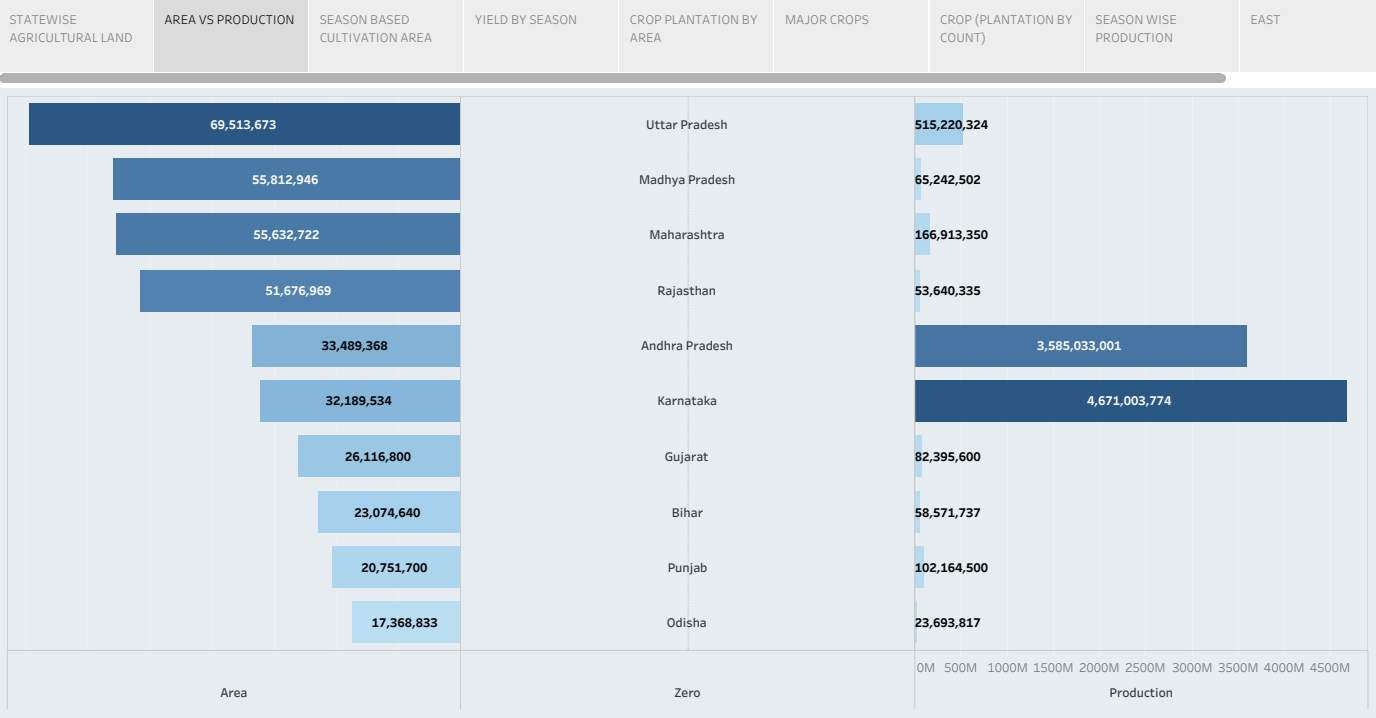 STATEWISE
AGRICULTURAL LAND
AREA VS PRODUCTION
SEASON BASED
CULTIVATION AREA
YIELD BY SEASON
CROP PLANTATION BY
AREA
MAJOR CROPS
CROP (PLANTATION BY
COUNT)
SEASON WISE
PRODUCTION
EAST
69,513,673 Uttar Pradesh 515,220,324
55,812,946 Madhya Pradesh 65,242,502
55,632,722 Maharashtra 166,913,350
51,676,969 Rajasthan 53,640,335
33,489,368 Andhra Pradesh 3,585,033,001
32,189,534 Karnataka 4,671,003,774
26,116,800 Gujarat 82,395,600
23,074,640 Bihar 58,571,737
20,751,700 Punjab 102,164,500
17,368,833 Odisha 23,693,817
0M 500M 1000M 1500M 2000M 2500M 3000M 3500M 4000M 4500M
Area Zero Production